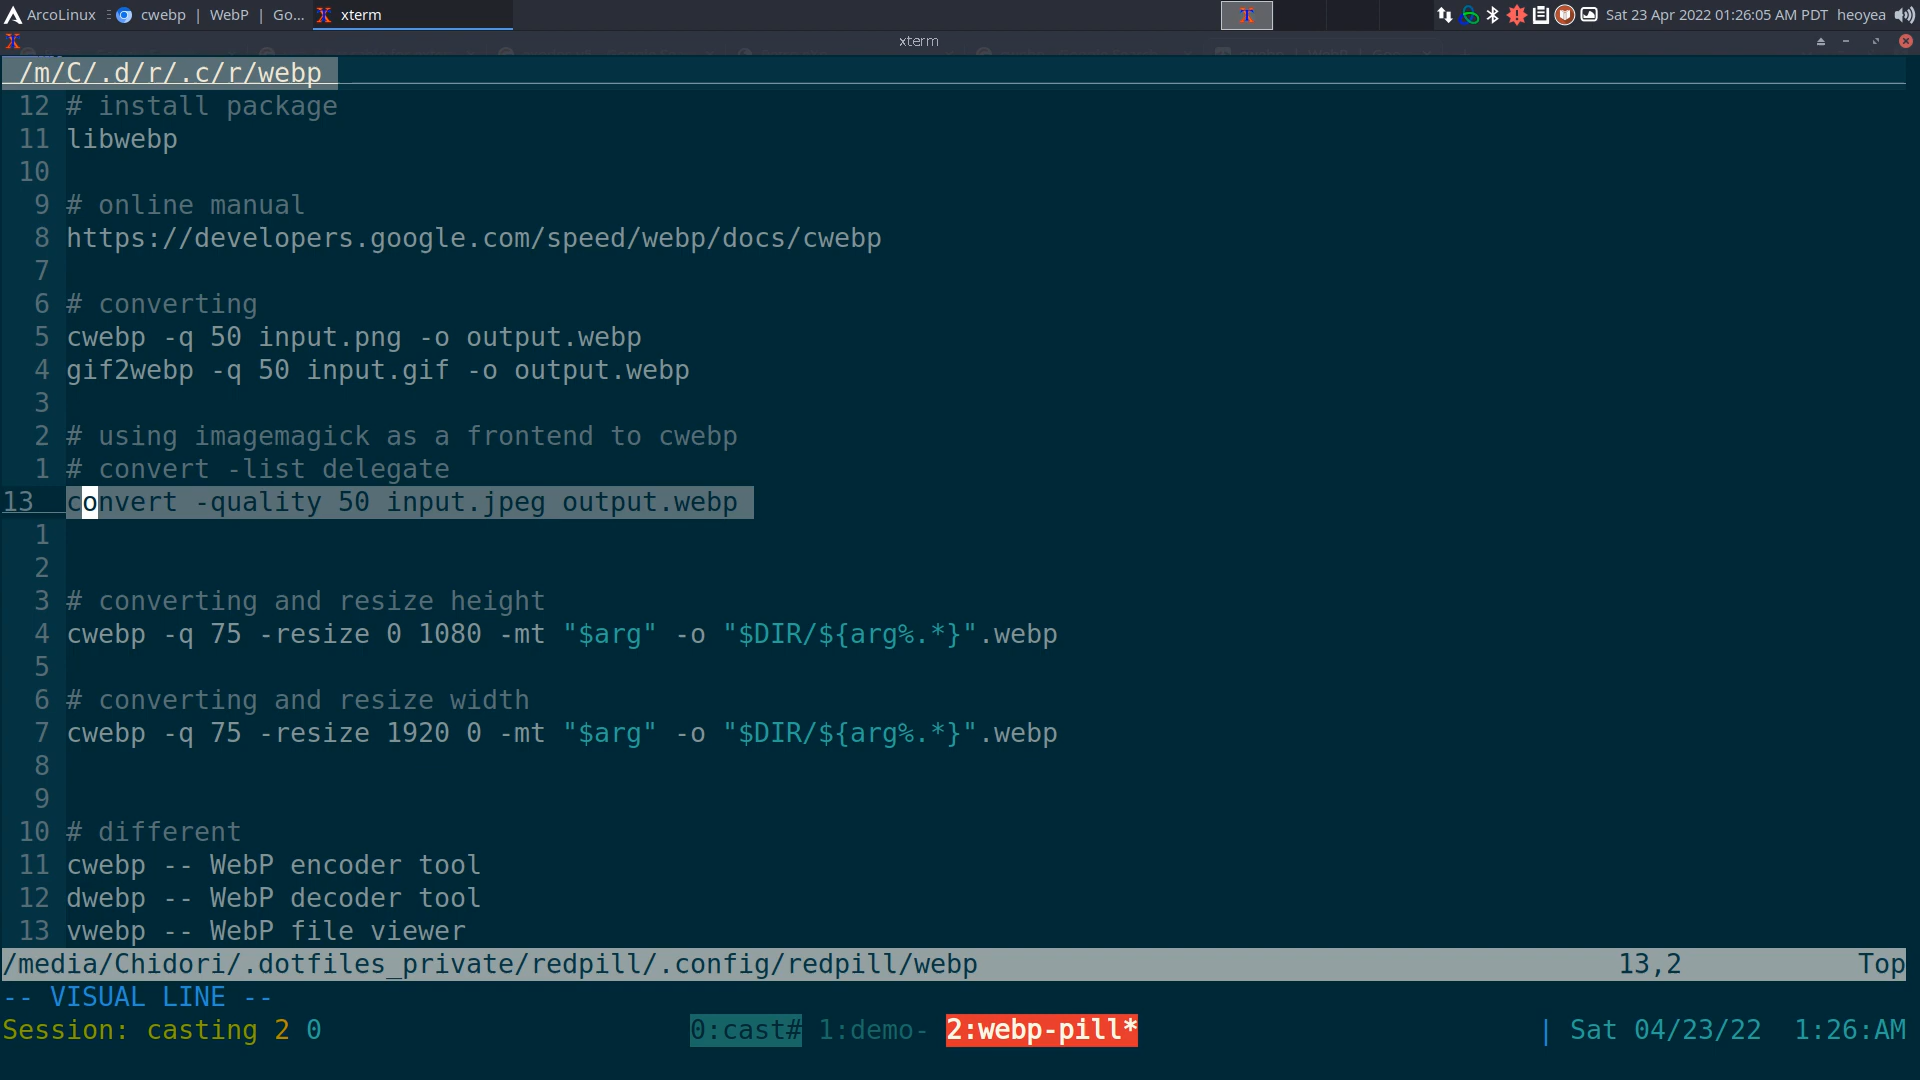 ArcoLinux
cwebp | WebP | Go...
xterm
Sat 23 Apr 2022 01:26:05 AM PDT
heoyea
xterm
/m/C/.d/r/.c/r/webp
12 # install package
11 libwebp
10
9 # online manual
8 https://developers.google.com/speed/webp/docs/cwebp
7
6 # converting
5 cwebp -q 50 input.png -o output.webp
4 gif2webp -q 50 input.gif -o output.webp
3
2 # using imagemagick as a frontend to cwebp
1 # convert -list delegate
13 convert -quality 50 input.jpeg output.webp
1
2
3 # converting and resize height
4 cwebp -q 75 -resize 0 1080 -mt "$arg" -o "$DIR/${arg%.*}".webp
5
6 # converting and resize width
7 cwebp -q 75 -resize 1920 0 -mt "$arg" -o "$DIR/${arg%.*}".webp
8
9
10 # different
11 cwebp -- WebP encoder tool
12 dwebp -- WebP decoder tool
13 vwebp -- WebP file viewer
/media/Chidori/.dotfiles_private/redpill/.config/redpill/webp 13,2 Top
-- VISUAL LINE --
Session: casting 2 0 0:cast# 1:demo- 2:webp-pill* | Sat 04/23/22 1:26:AM